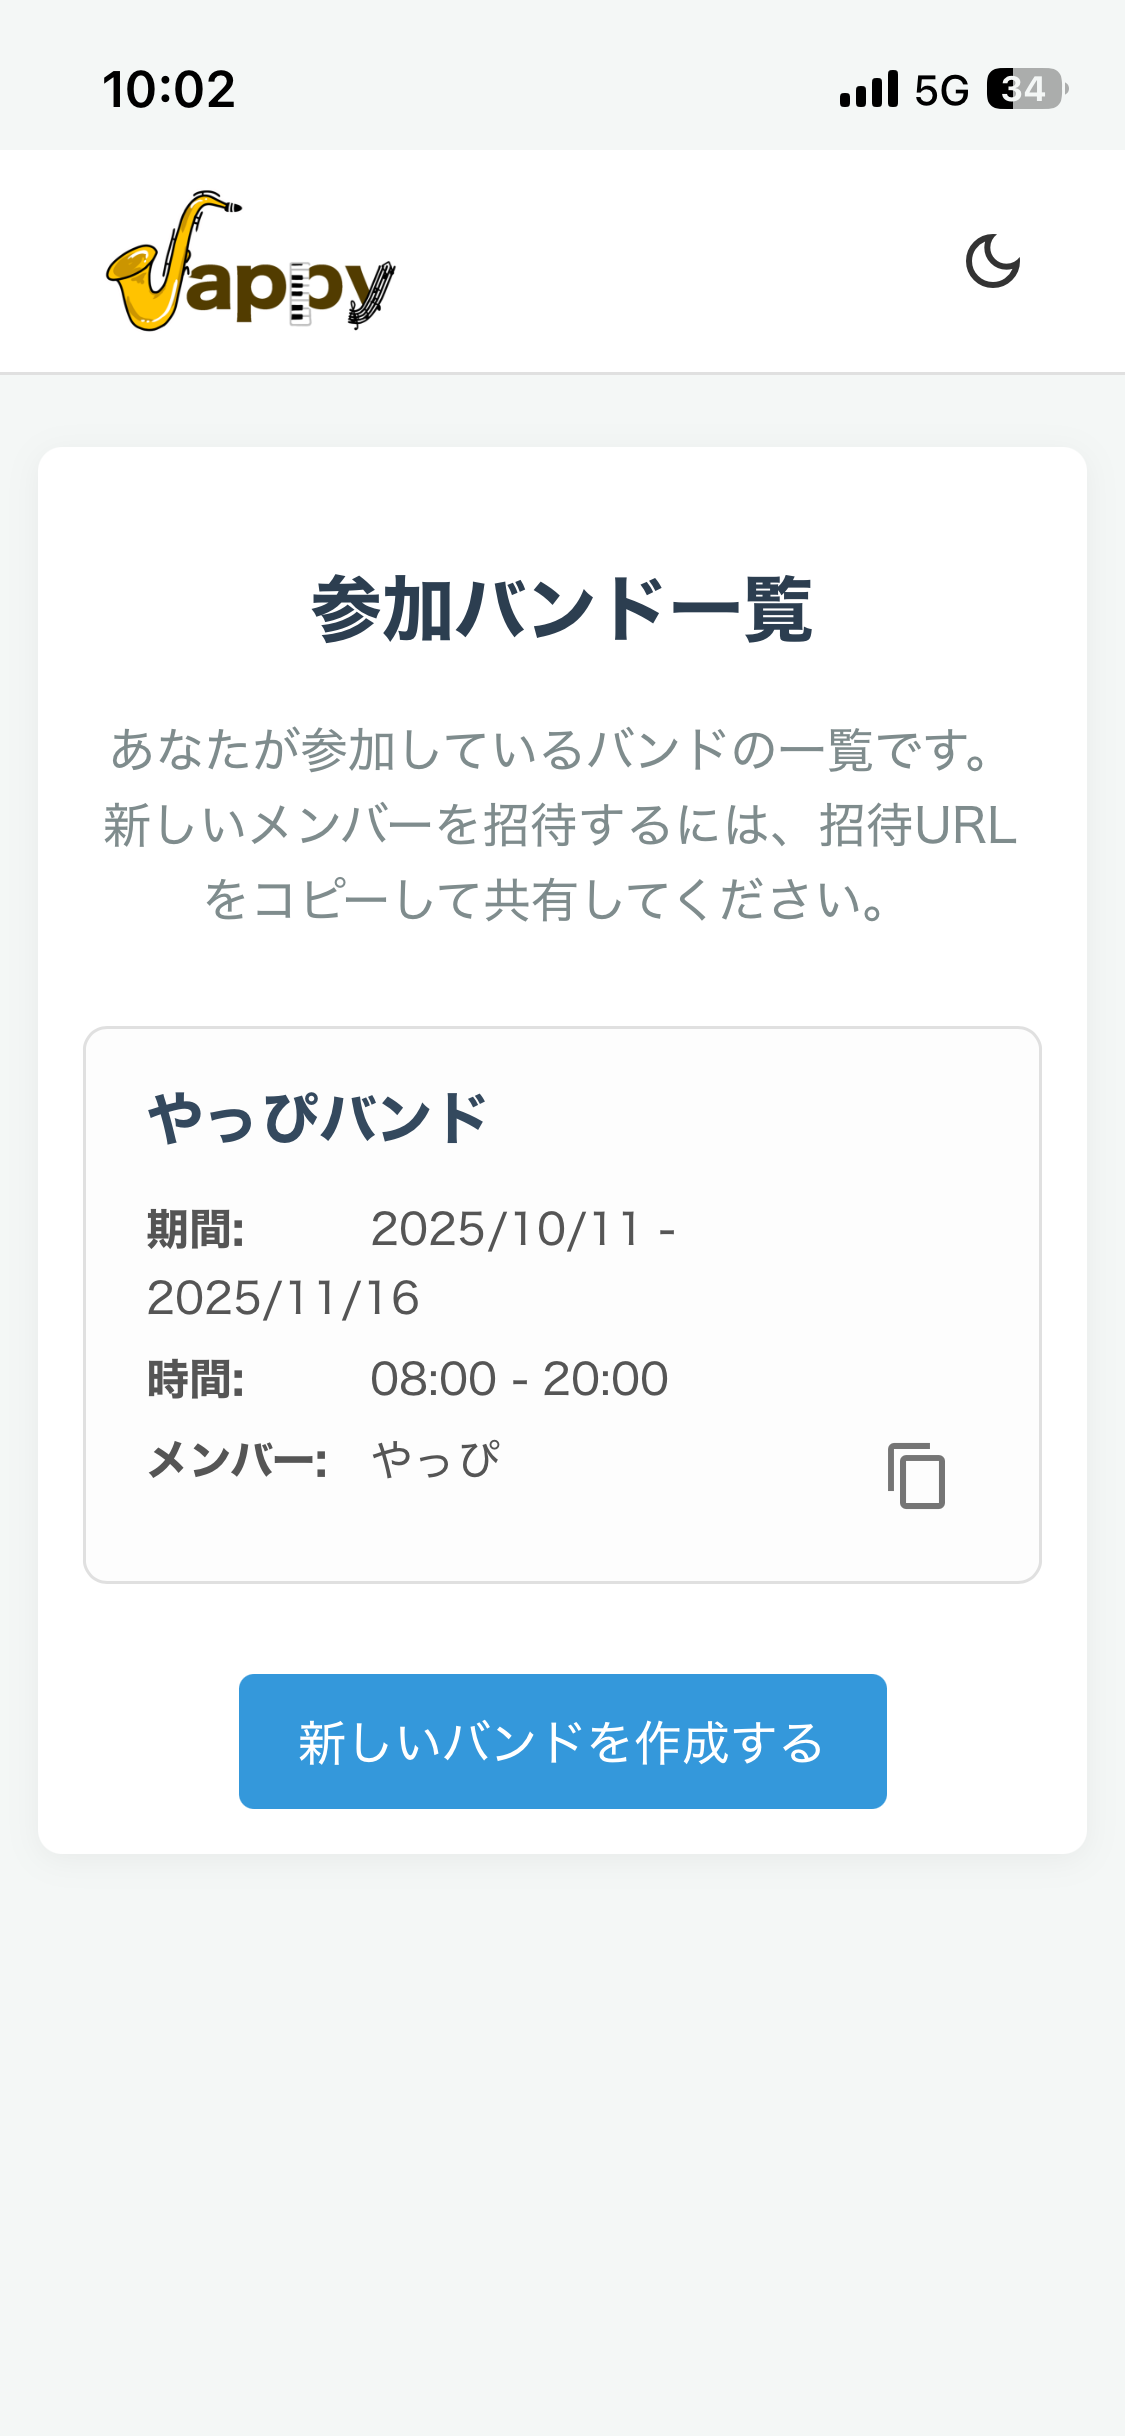 10:02 5G 34
Jappy
参加バンド一覧
あなたが参加しているバンドの一覧です。
新しいメンバーを招待するには、招待URL
をコピーして共有してください。
やっぴバンド
期間: 2025/10/11 -
2025/11/16
時間: 08:00 - 20:00
メンバー: やっぴ
新しいバンドを作成する